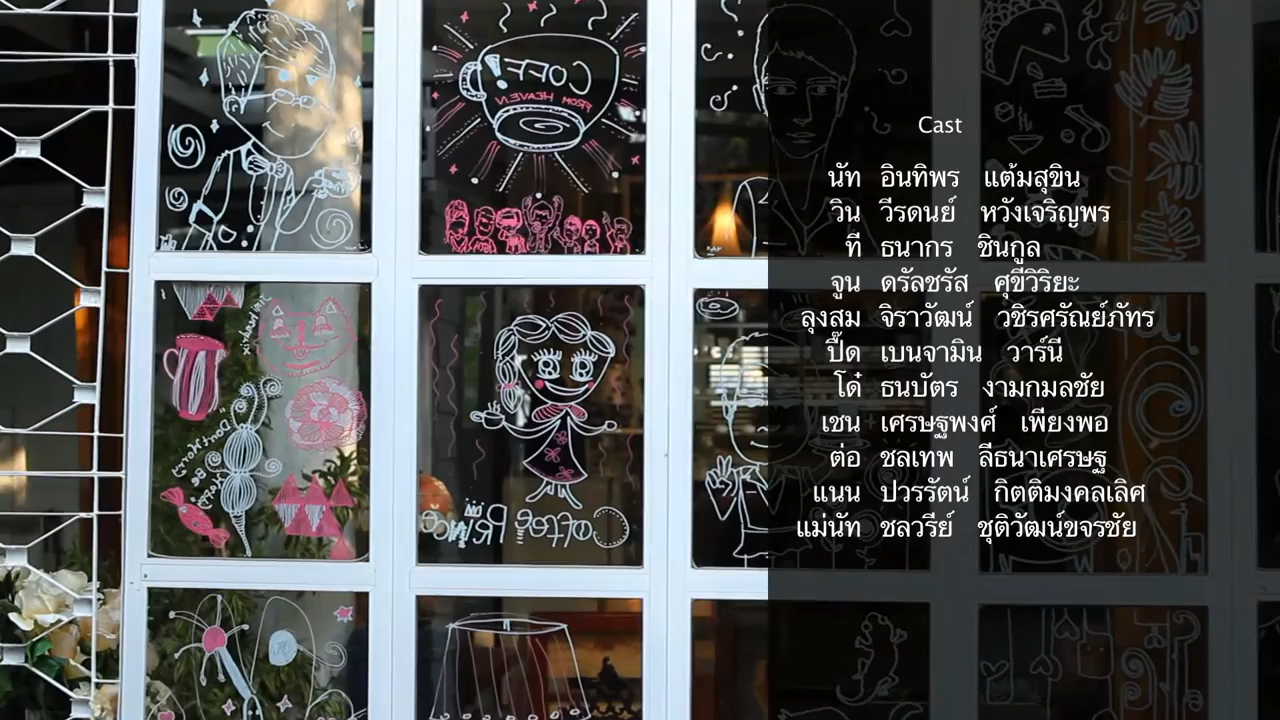 COFF
FROM HEAVEN
Don't Worry
Be
Happy
Coffee PRiNce
Cast
นัท อินทิพร แต้มสุขิน
วิน วีรดนย์ หวังเจริญพร
ที ธนากร ชินกูล
จูน ดรัลชรัส ศุขีวิริยะ
ลุงสม จิราวัฒน์ วชิรศรัณย์ภัทร
ปื๊ด เบนจามิน วาร์นี
โด๋ ธนบัตร งามกมลชัย
เชน เศรษฐพงศ์ เพียงพอ
ต่อ ชลเทพ ลีธนาเศรษฐ
แนน ปวรรัตน์ กิตติมงคลเลิศ
แม่นัท ชลวรีย์ ชุติวัฒน์ขจรชัย